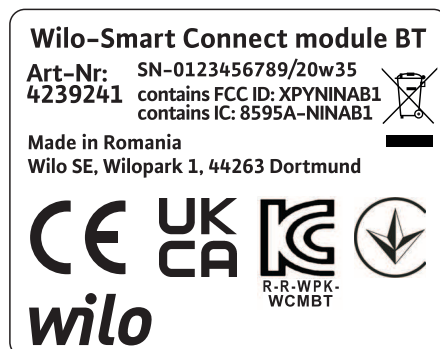 Wilo-Smart Connect module BT
Art-Nr:
4239241
SN-0123456789/20w35
contains FCC ID: XPYNINAB1
contains IC: 8595A-NINAB1
Made in Romania
Wilo SE, Wilopark 1, 44263 Dortmund
CE
UK
CA
R-R-WPK-
WCMBT
wilo